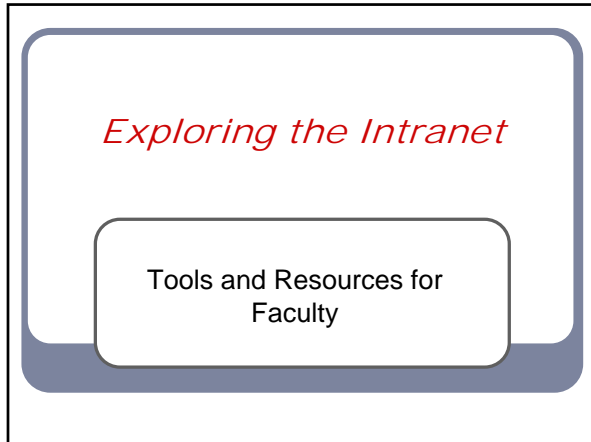 Exploring the Intranet
Tools and Resources for
Faculty